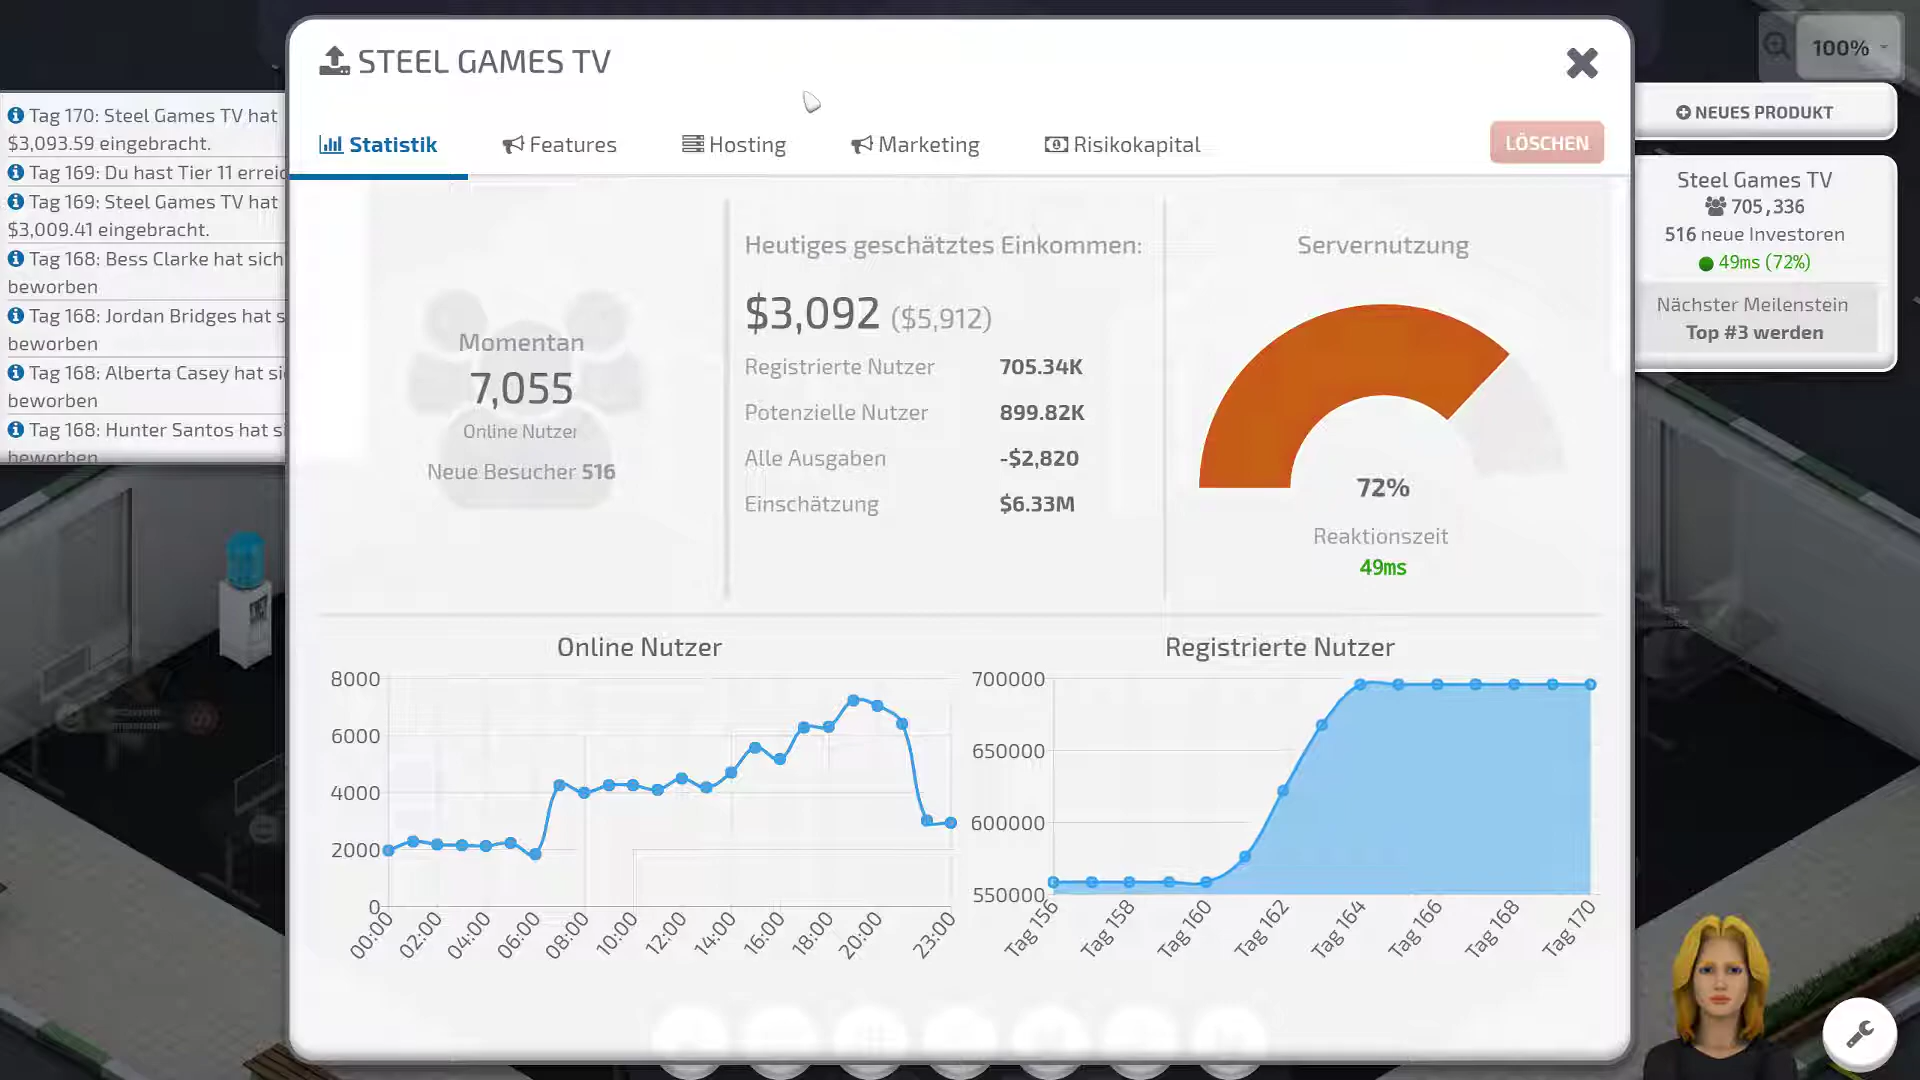 STEEL GAMES TV
100%
Statistik
Features
Hosting
Marketing
Risikokapital
LÖSCHEN
NEUES PRODUKT
Tag 170: Steel Games TV hat
$3,093.59 eingebracht.
Tag 169: Du hast Tier 11 erreic
Tag 169: Steel Games TV hat
$3,009.41 eingebracht.
Tag 168: Bess Clarke hat sich
beworben
Tag 168: Jordan Bridges hat s
beworben
Tag 168: Alberta Casey hat si
beworben
Tag 168: Hunter Santos hat s
beworben
Momentan
7,055
Online Nutzer
Neue Besucher 516
Heutiges geschätztes Einkommen:
$3,092 ($5,912)
Registrierte Nutzer 705.34K
Potenzielle Nutzer 899.82K
Alle Ausgaben -$2,820
Einschätzung $6.33M
Servernutzung
72%
Reaktionszeit
49ms
Steel Games TV
705,336
516 neue Investoren
49ms (72%)
Nächster Meilenstein
Top #3 werden
Online Nutzer
8000
6000
4000
2000
0
00:00 02:00 04:00 06:00 08:00 10:00 12:00 14:00 16:00 18:00 20:00 23:00
Registrierte Nutzer
700000
650000
600000
550000
Tag 156 Tag 158 Tag 160 Tag 162 Tag 164 Tag 166 Tag 168 Tag 170